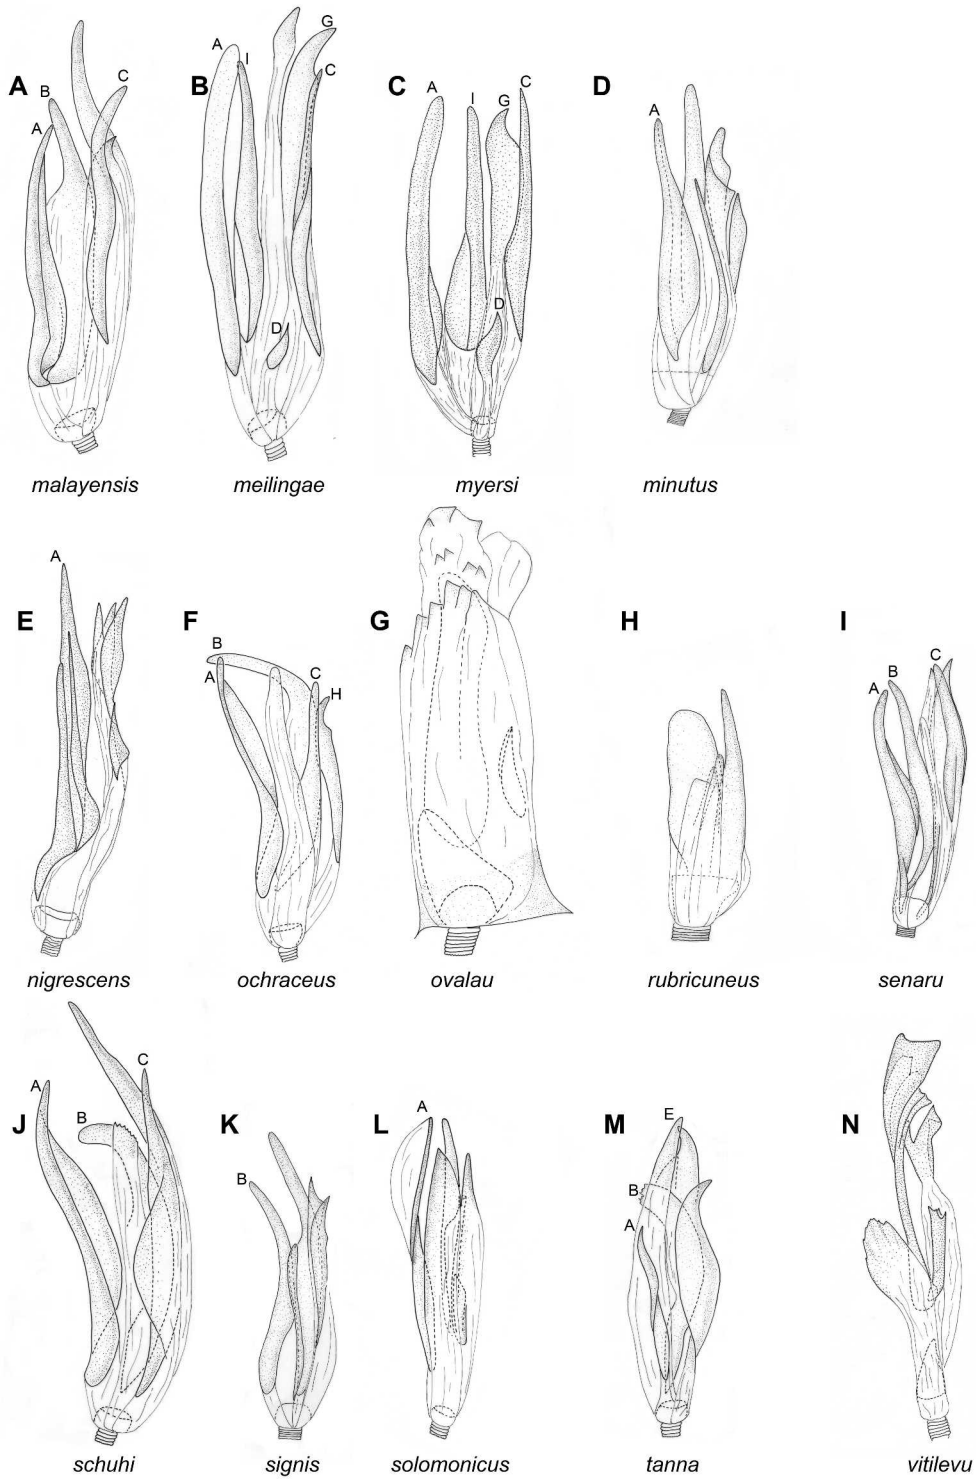 A B C D
A B C
A I G C D
A I G C D
A
malayensis meilingae myersi minutus
E F G H I
A
B A C H
A B C
nigrescens ochraceus ovalau rubricuneus senaru
J K L M N
A B C
B
A
E B A
schuhi signis solomonicus tanna vitilevu